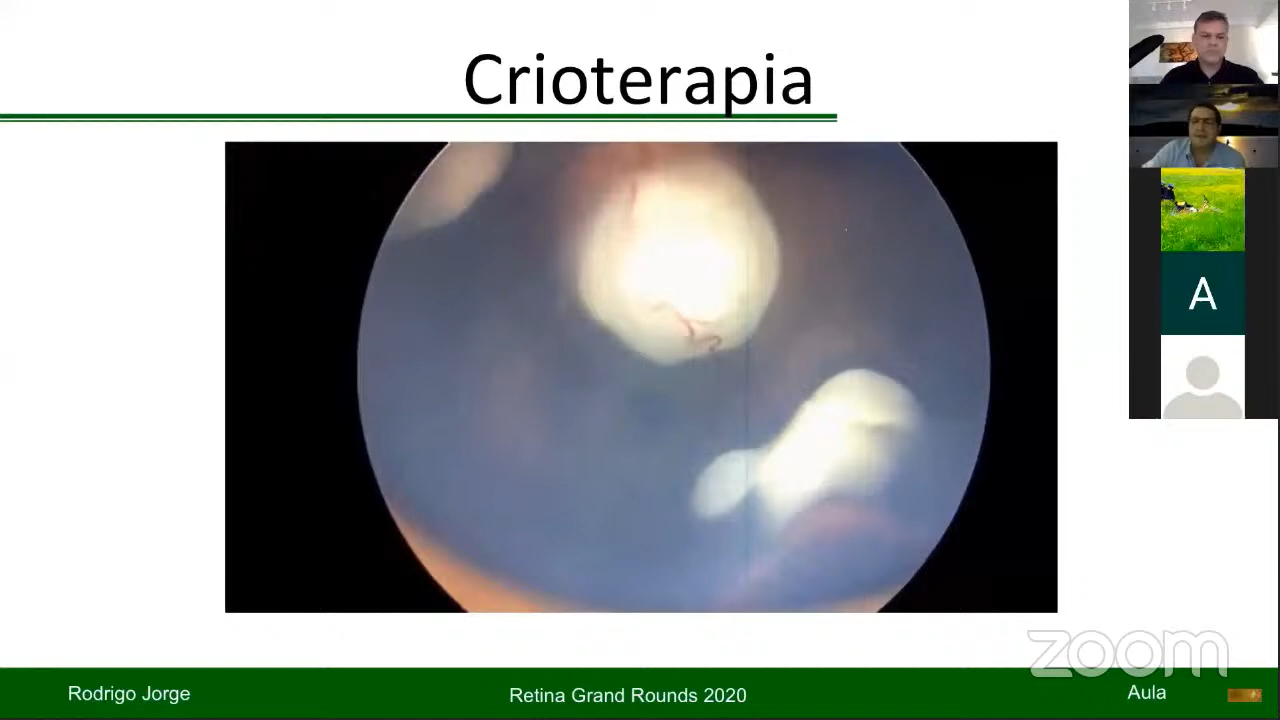 Crioterapia
A
zoom
Rodrigo Jorge
Retina Grand Rounds 2020
Aula